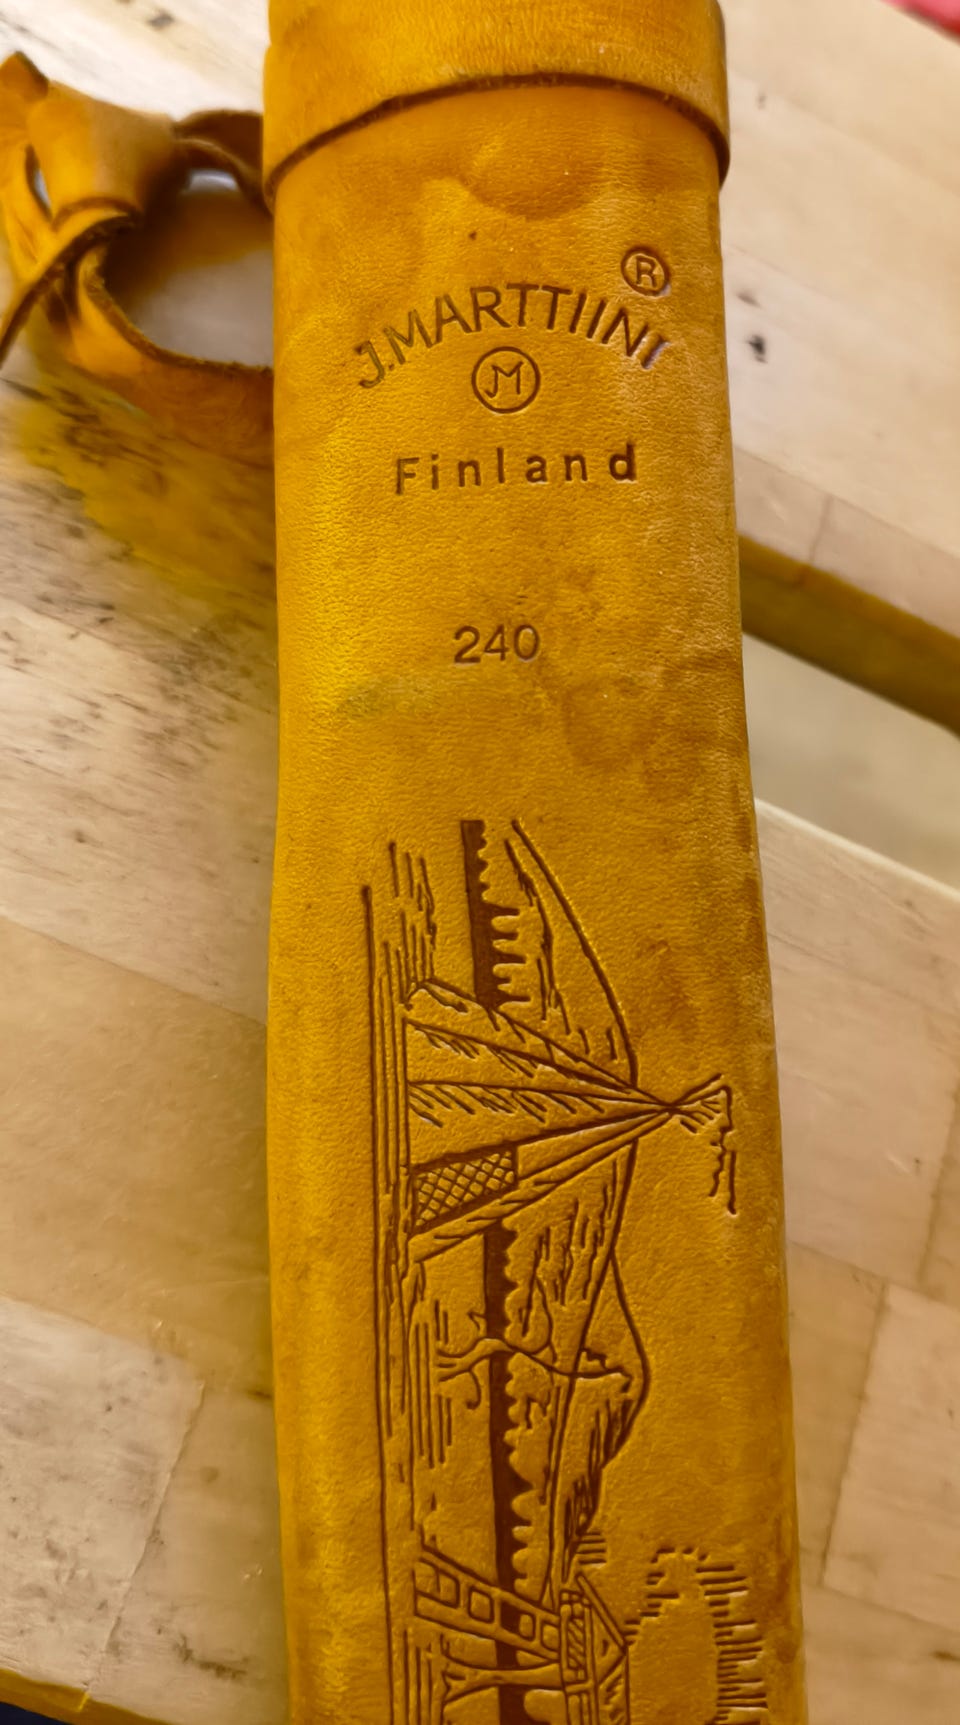 ®
J.MARTTIINI
JM
Finland
240